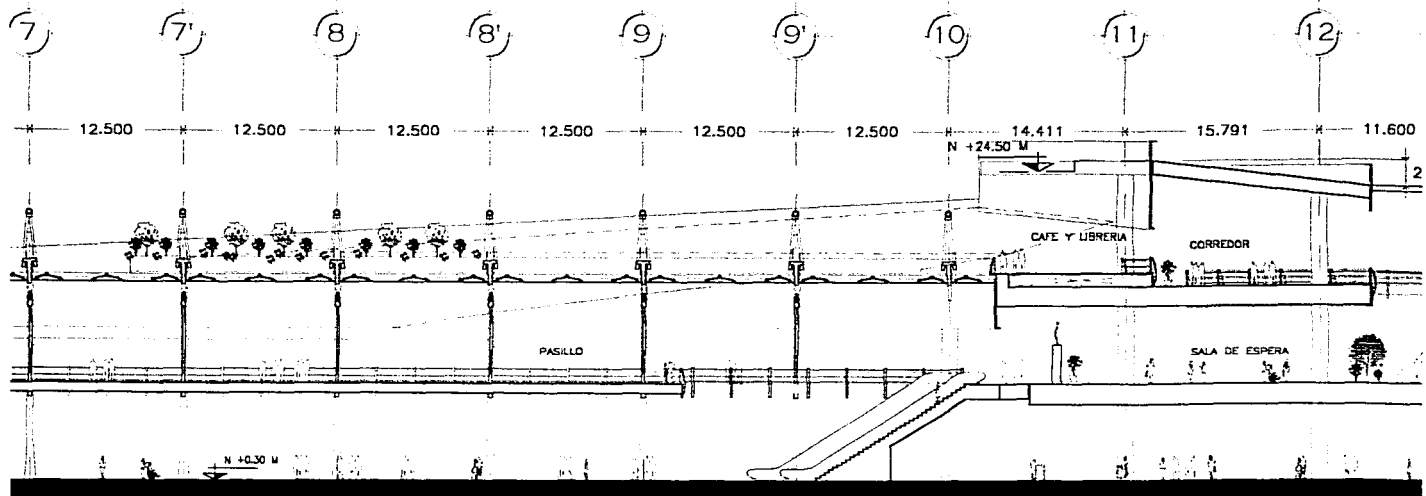 7 7' 8 8' 9 9' 10 11 12
12.500 12.500 12.500 12.500 12.500 12.500 14.411 15.791 11.600
N +24.50 M
2
CAFE Y LIBRERIA
CORREDOR
PASILLO
SALA DE ESPERA
N +0.30 M